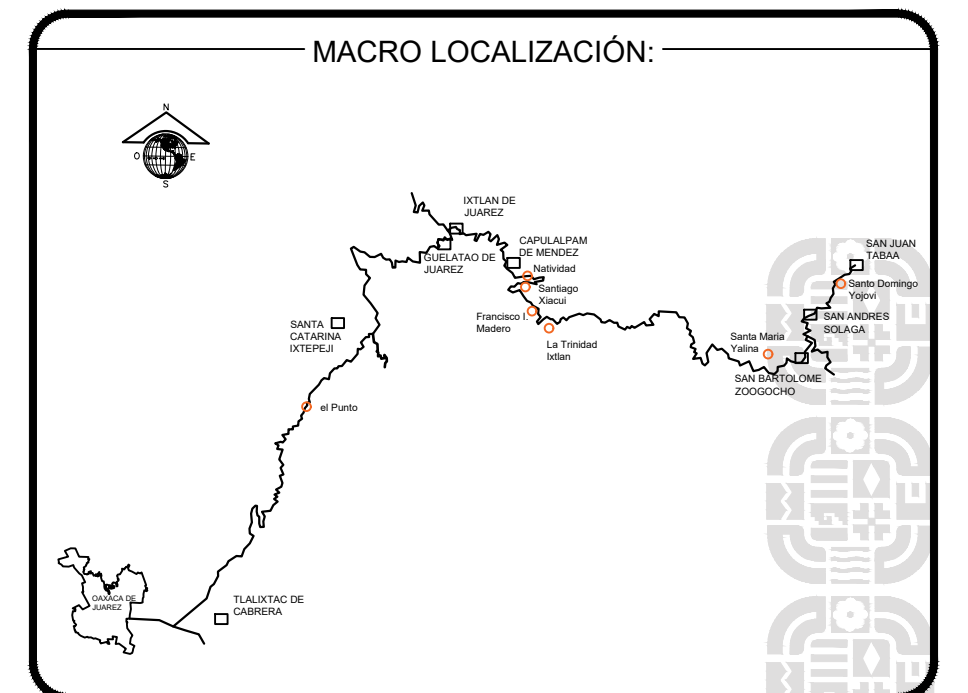 MACRO LOCALIZACIÓN:
N
O
E
S
IXTLAN DE
JUAREZ
CAPULALPAM
DE MENDEZ
GUELATAO DE
JUAREZ
Natividad
Santiago
Xiacui
Francisco I.
Madero
La Trinidad
Ixtlan
SAN JUAN
TABAA
Santo Domingo
Yojovi
SAN ANDRES
SOLAGA
Santa Maria
Yalina
SAN BARTOLOME
ZOOGOCHO
SANTA
CATARINA
IXTEPEJI
el Punto
TLALIXTAC DE
CABRERA
OAXACA DE
JUAREZ